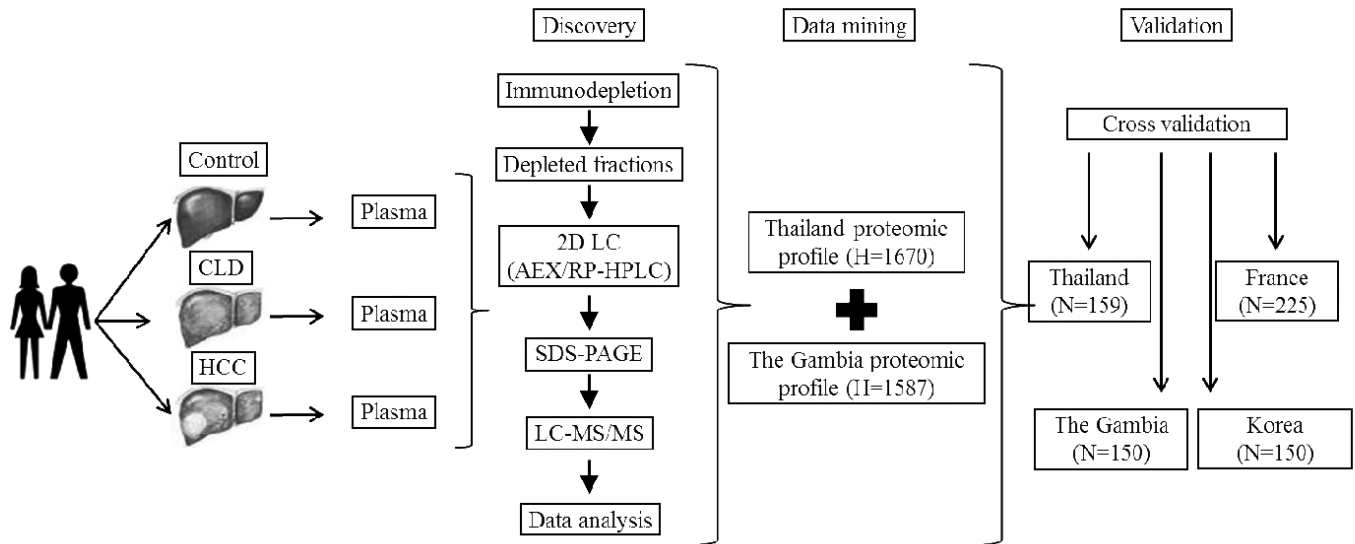 Discovery
Data mining
Validation
Control
Plasma
CLD
Plasma
HCC
Plasma
Immunodepletion
Depleted fractions
2D LC
(AEX/RP-HPLC)
SDS-PAGE
LC-MS/MS
Data analysis
Thailand proteomic
profile (H=1670)
The Gambia proteomic
profile (II=1587)
Cross validation
Thailand
(N=159)
France
(N=225)
The Gambia
(N=150)
Korea
(N=150)